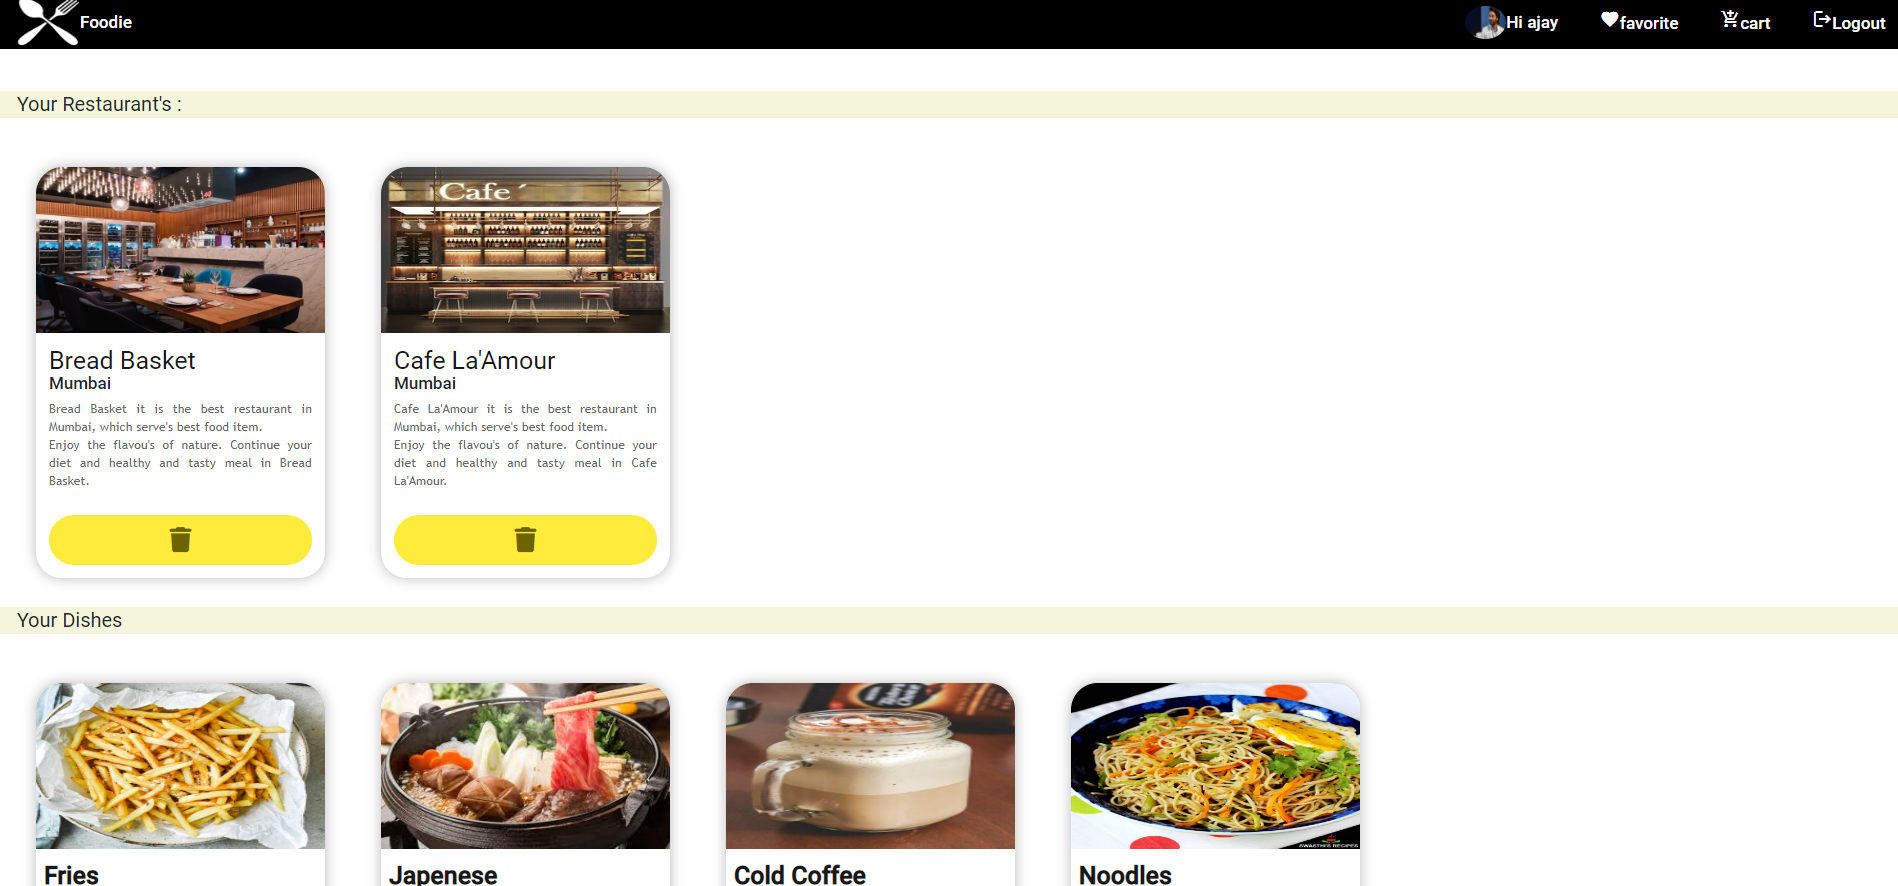 Foodie
Hi ajay
favorite
cart
Logout
Your Restaurant's :
Cafe ´
Bread Basket
Mumbai
Bread Basket it is the best restaurant in
Mumbai, which serve's best food item.
Enjoy the flavou's of nature. Continue your
diet and healthy and tasty meal in Bread
Basket.
Cafe La'Amour
Mumbai
Cafe La'Amour it is the best restaurant in
Mumbai, which serve's best food item.
Enjoy the flavou's of nature. Continue your
diet and healthy and tasty meal in Cafe
La'Amour.
Your Dishes
SWASTHI'S RECIPES
Fries
Japenese
Cold Coffee
Noodles